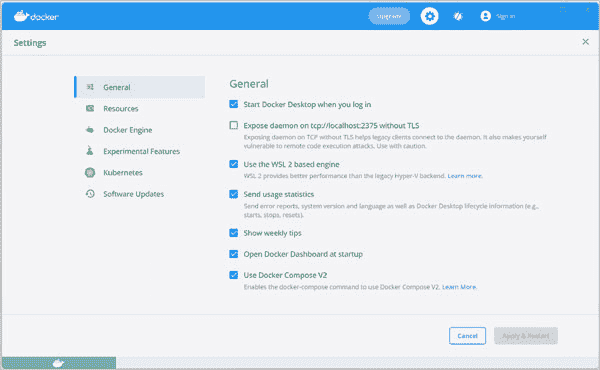 docker
Upgrade
Sign in
Settings
General
Resources
Docker Engine
Experimental Features
Kubernetes
Software Updates
General
Start Docker Desktop when you log in
Expose daemon on tcp://localhost:2375 without TLS
Exposing daemon on TCP without TLS helps legacy clients connect to the daemon. It also makes yourself
vulnerable to remote code execution attacks. Use with caution.
Use the WSL 2 based engine
WSL 2 provides better performance than the legacy Hyper-V backend. Learn more.
Send usage statistics
Send error reports, system version and language as well as Docker Desktop lifecycle information (e.g.,
starts, stops, resets).
Show weekly tips
Open Docker Dashboard at startup
Use Docker Compose V2
Enables the docker-compose command to use Docker Compose V2. Learn More.
Cancel
Apply & Restart